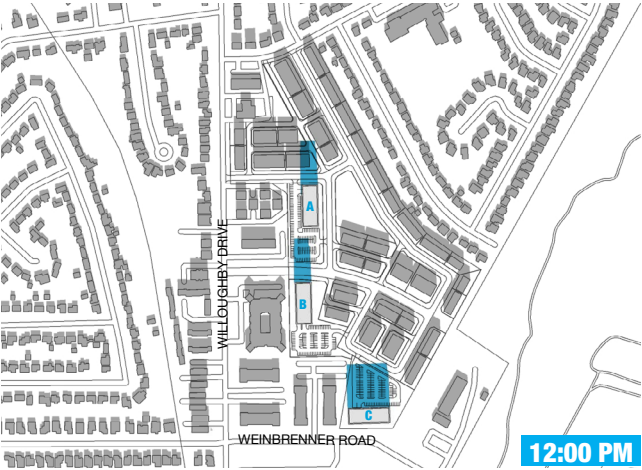 A
WILLOUGHBY DRIVE
B
C
WEINBRENNER ROAD
12:00 PM